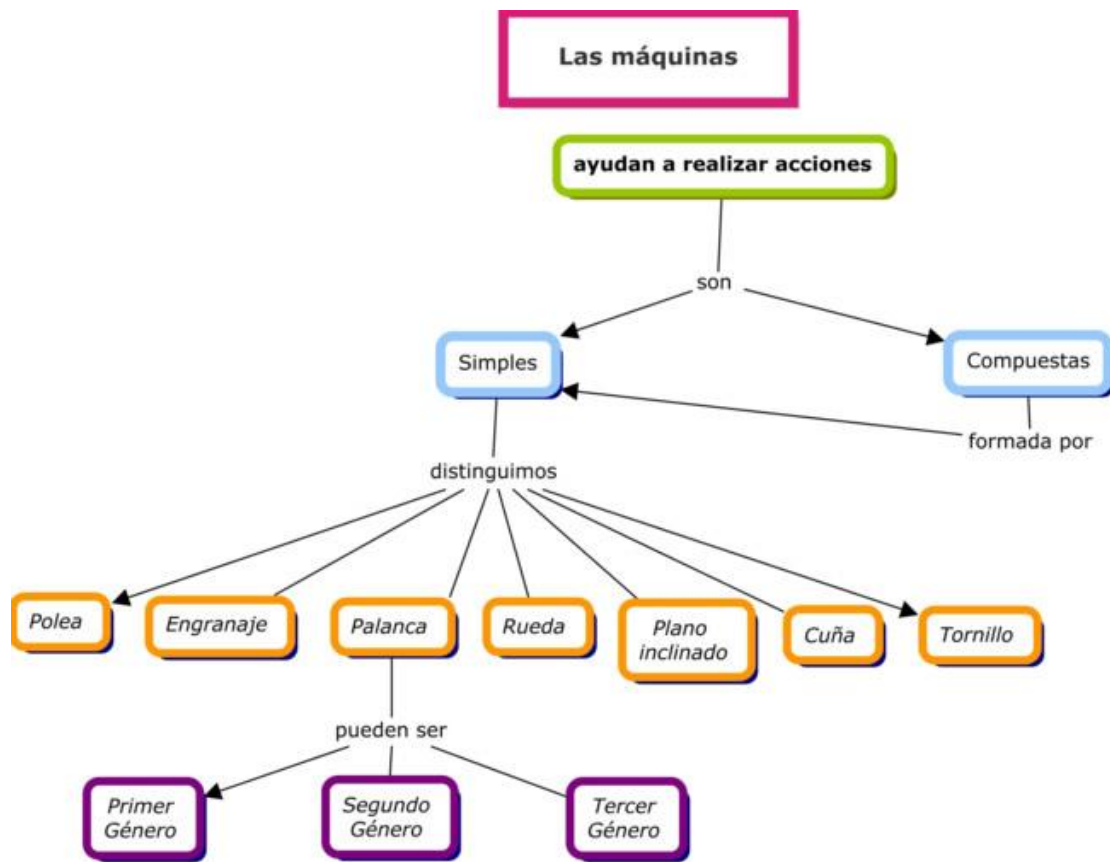 Las máquinas
ayudan a realizar acciones
son
Simples
Compuestas
formada por
distinguimos
Polea
Engranaje
Palanca
Rueda
Plano
inclinado
Cuña
Tornillo
pueden ser
Primer
Género
Segundo
Género
Tercer
Género